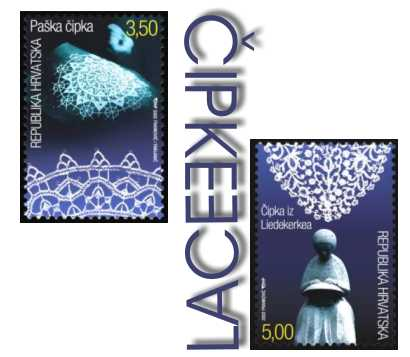 Paška čipka
3,50
REPUBLIKA HRVATSKA
ČIPKE
LACE
Čipka iz
Liedekerkea
REPUBLIKA HRVATSKA
5,00